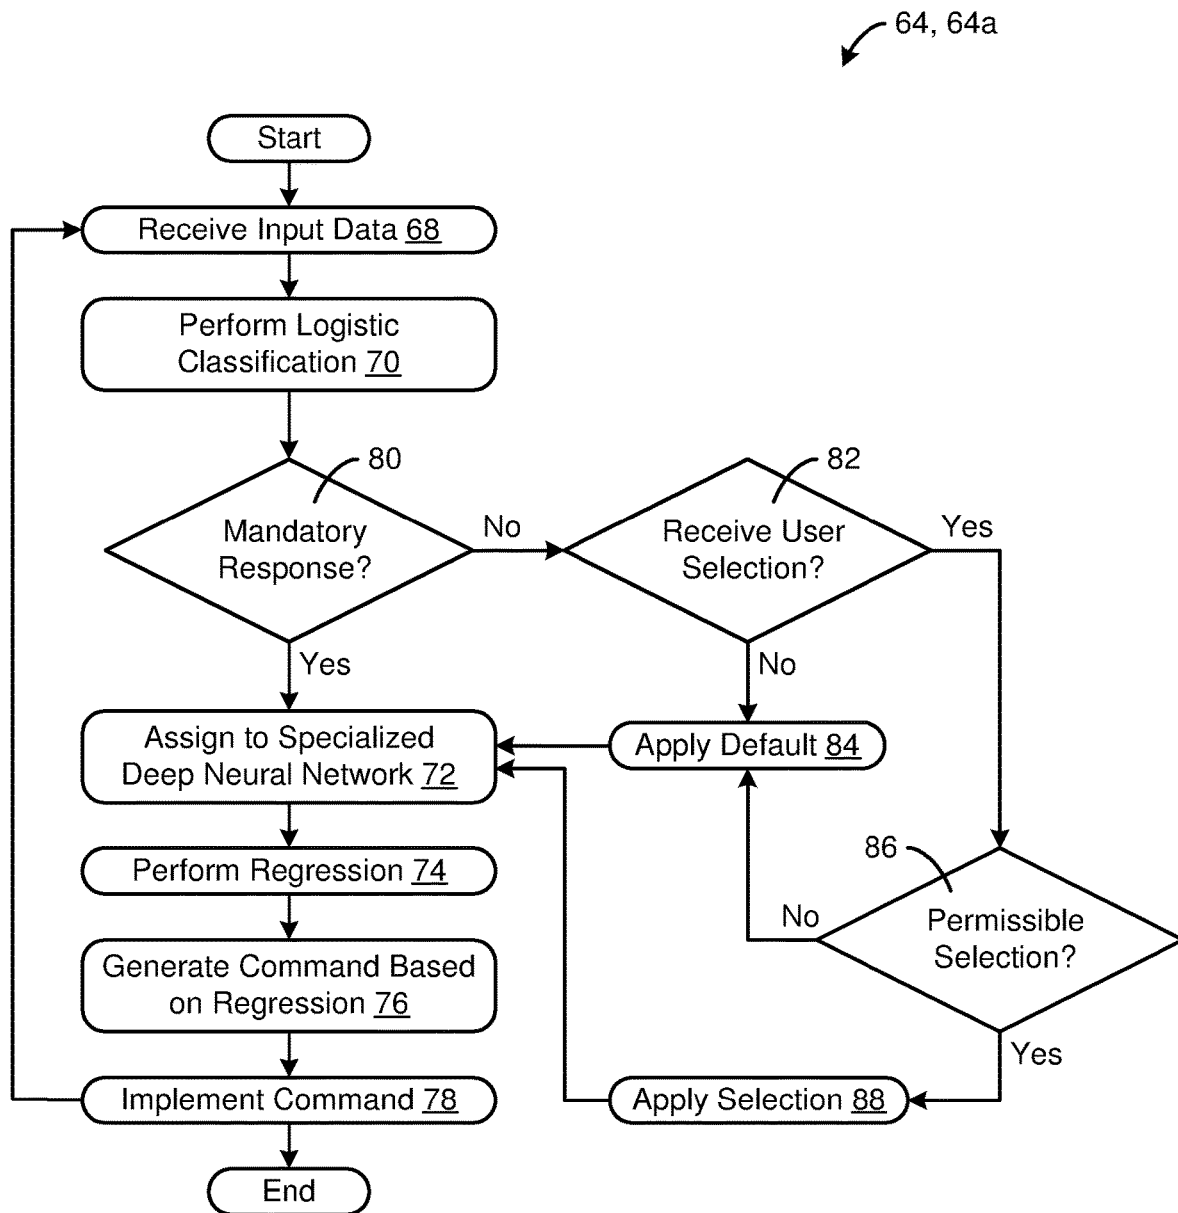 64, 64a
Start
Receive Input Data 68
Perform Logistic
Classification 70
80
Mandatory
Response?
No
Yes
82
Receive User
Selection?
Yes
No
Assign to Specialized
Deep Neural Network 72
Apply Default 84
Perform Regression 74
86
Permissible
Selection?
No
Yes
Generate Command Based
on Regression 76
Implement Command 78
Apply Selection 88
End